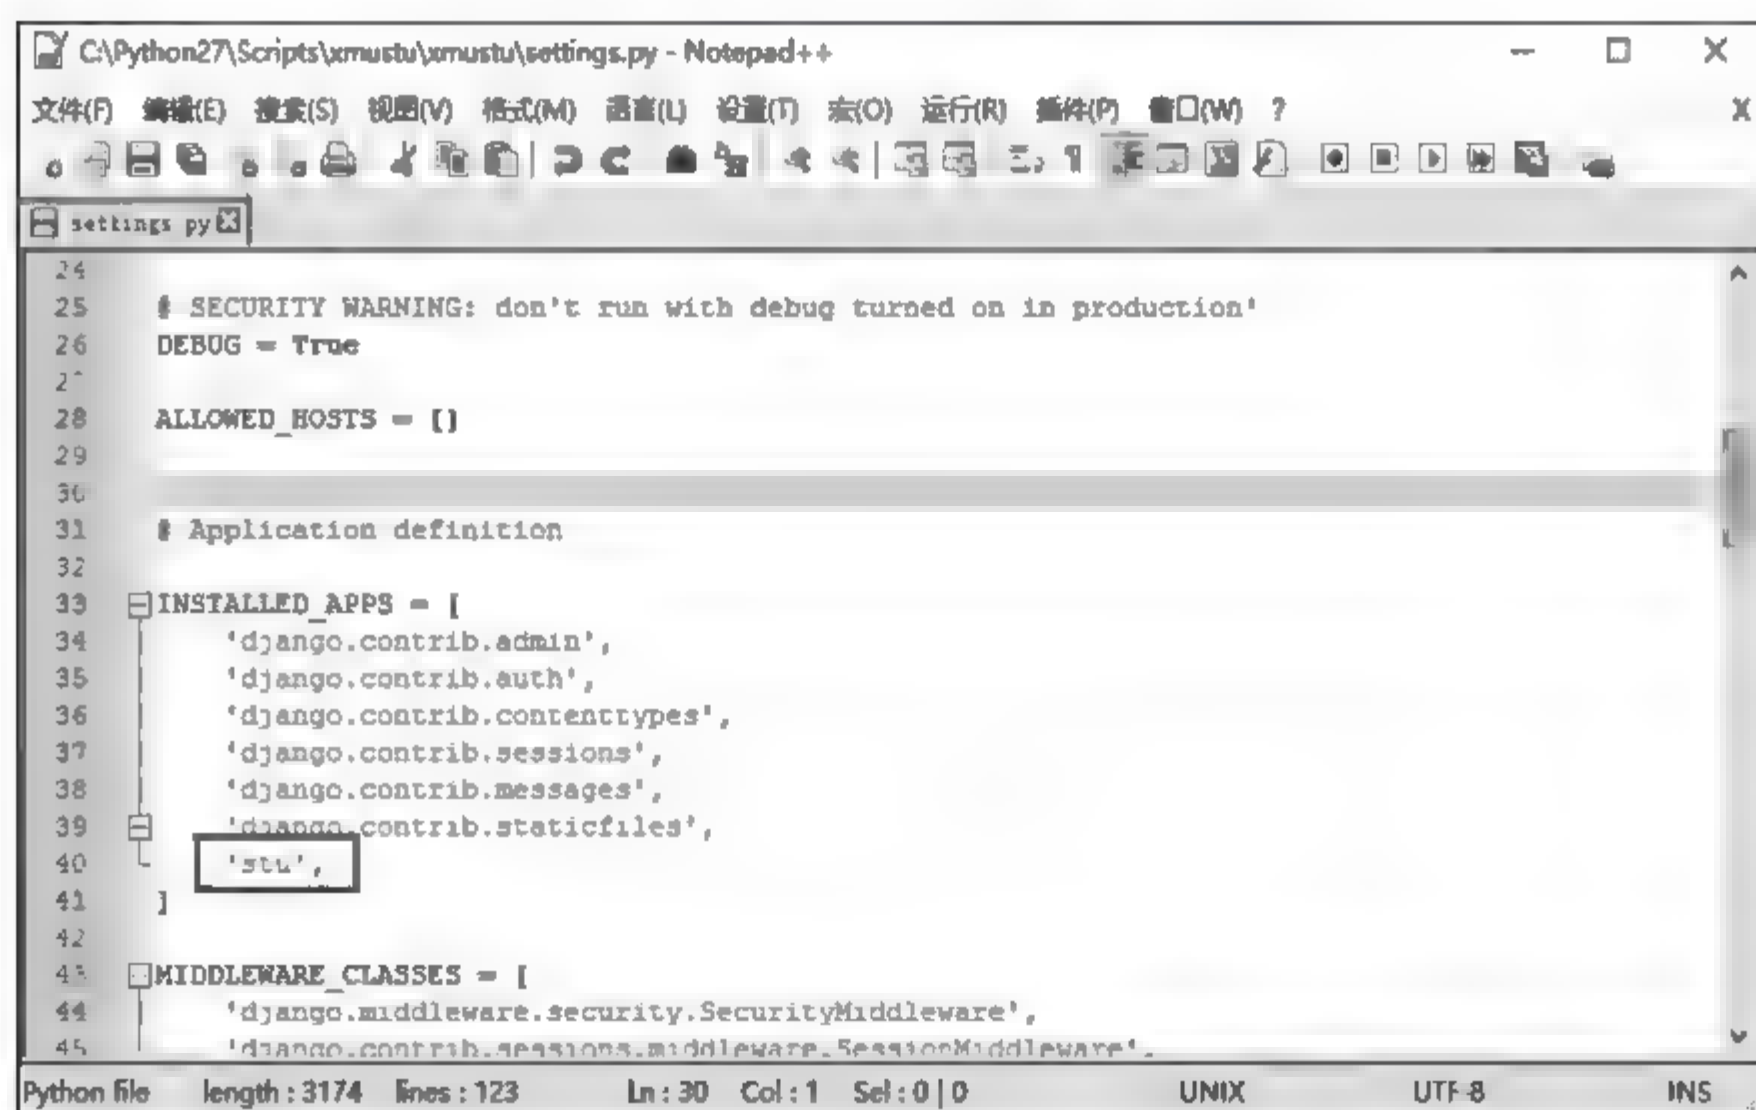 C:\Python27\Scripts\xmustu\xmustu\settings.py - Notepad++
文件(F) 编辑(E) 搜索(S) 视图(V) 格式(M) 语言(L) 设置(T) 宏(O) 运行(R) 插件(P) 窗口(W) ? X
settings py
24
25 # SECURITY WARNING: don't run with debug turned on in production'
26 DEBUG = True
27
28 ALLOWED_HOSTS = []
29
30
31 # Application definition
32
33 INSTALLED_APPS = [
34 'django.contrib.admin',
35 'django.contrib.auth',
36 'django.contrib.contenttypes',
37 'django.contrib.sessions',
38 'django.contrib.messages',
39 'django.contrib.staticfiles',
40 'stu',
41 ]
42
43 MIDDLEWARE_CLASSES = [
44 'django.middleware.security.SecurityMiddleware',
45 'django.contrib.sessions.middleware.SessionMiddleware',
Python file length : 3174 lines : 123 Ln : 30 Col : 1 Sel : 0 | 0 UNIX UTF-8 INS